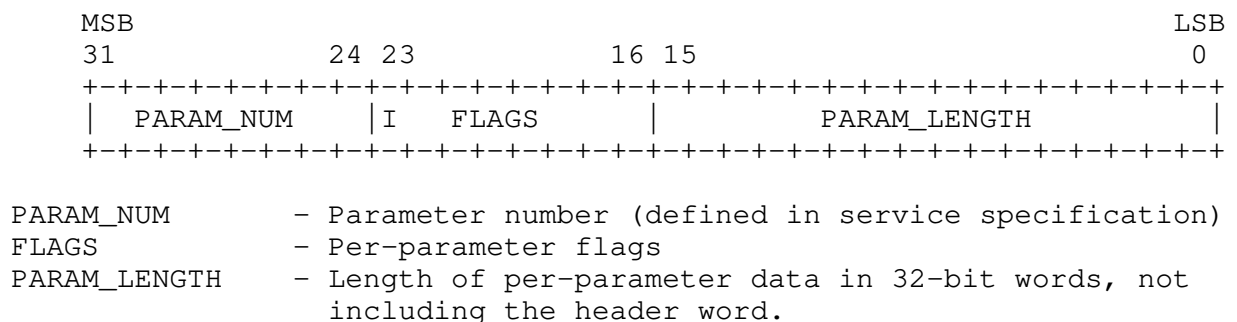 MSB LSB
31 24 23 16 15 0
+-+-+-+-+-+-+-+-+-+-+-+-+-+-+-+-+-+-+-+-+-+-+-+-+-+-+-+-+-+-+-+-+
| PARAM_NUM |I FLAGS | PARAM_LENGTH |
+-+-+-+-+-+-+-+-+-+-+-+-+-+-+-+-+-+-+-+-+-+-+-+-+-+-+-+-+-+-+-+-+
PARAM_NUM - Parameter number (defined in service specification)
FLAGS - Per-parameter flags
PARAM_LENGTH - Length of per-parameter data in 32-bit words, not
including the header word.